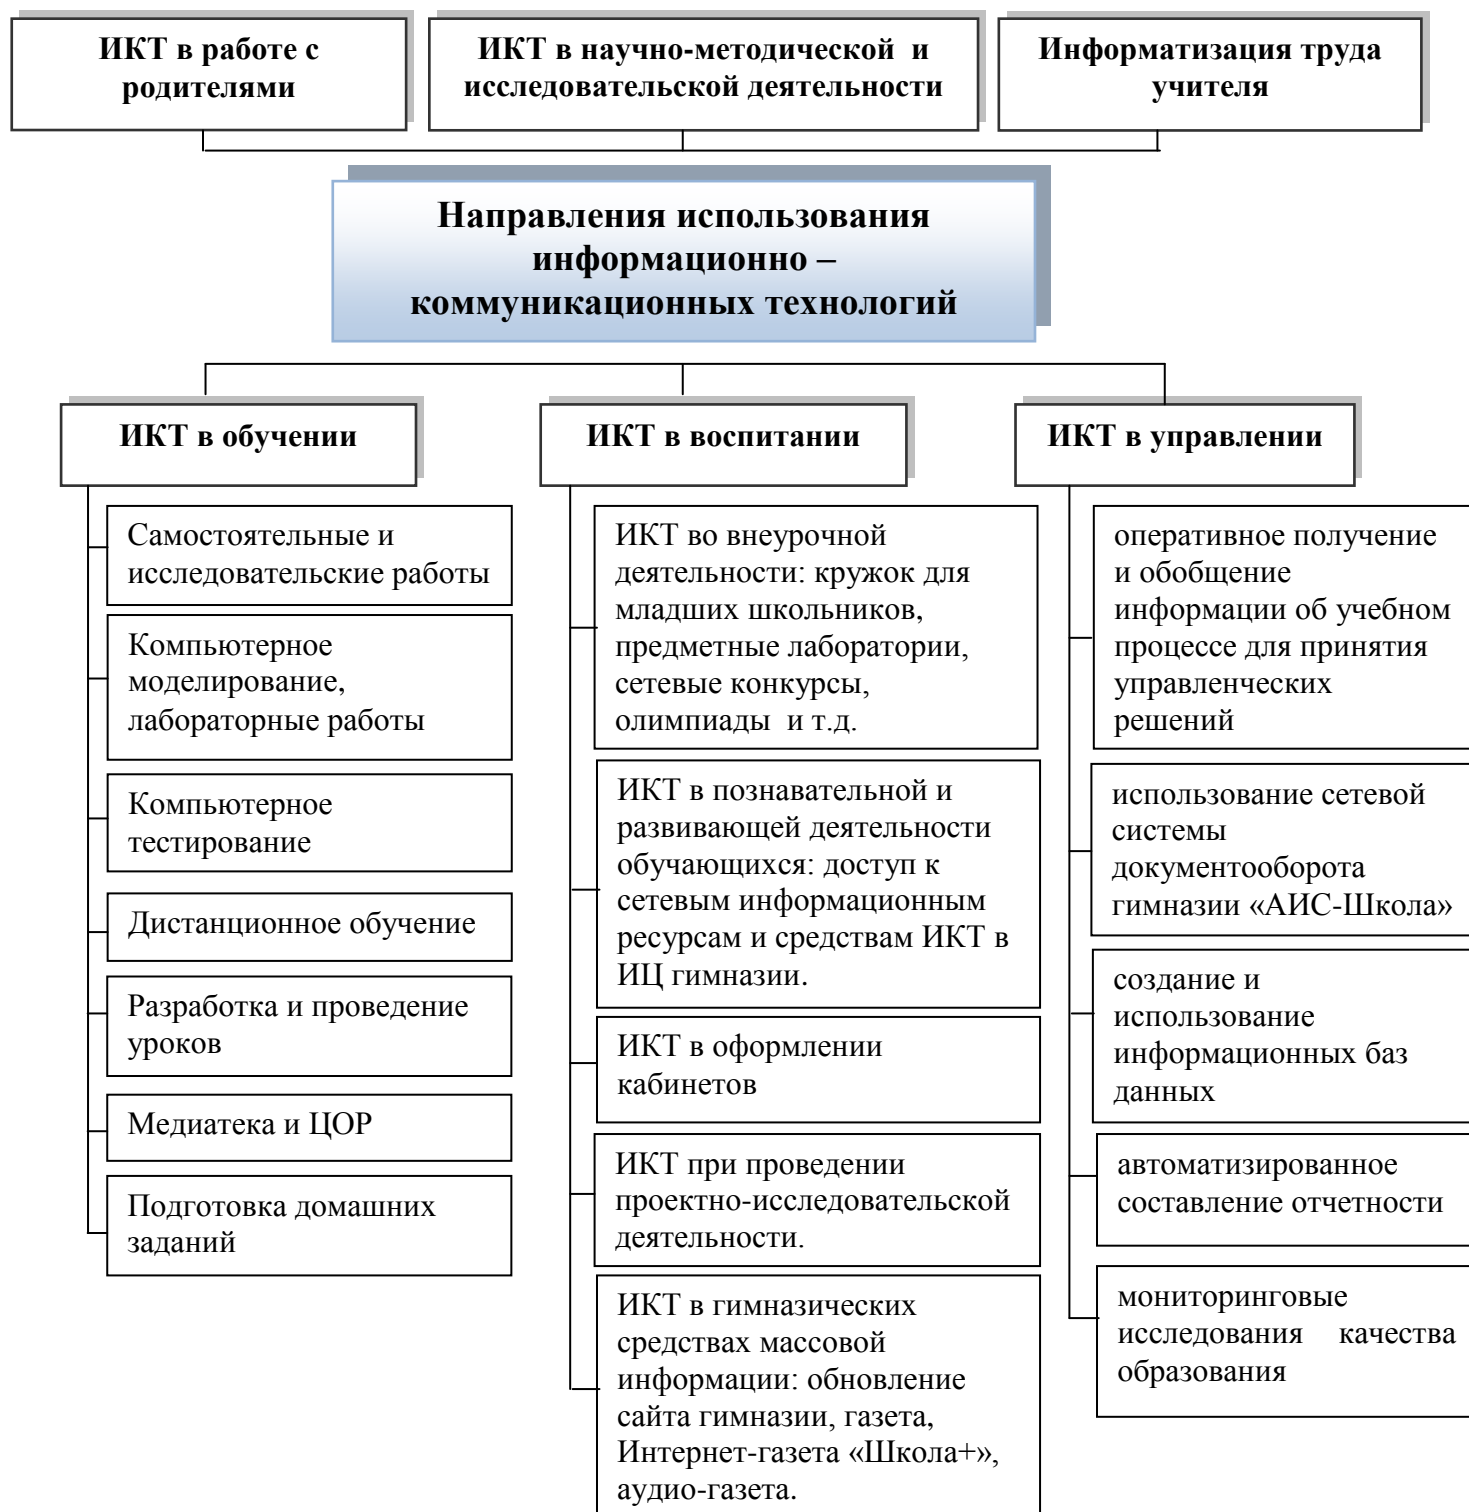 ИКТ в работе с
родителями
ИКТ в научно-методической и
исследовательской деятельности
Информатизация труда
учителя
Направления использования
информационно –
коммуникационных технологий
ИКТ в обучении
Самостоятельные и
исследовательские работы
Компьютерное
моделирование,
лабораторные работы
Компьютерное
тестирование
Дистанционное обучение
Разработка и проведение
уроков
Медиатека и ЦОР
Подготовка домашних
заданий
ИКТ в воспитании
ИКТ во внеурочной
деятельности: кружок для
младших школьников,
предметные лаборатории,
сетевые конкурсы,
олимпиады и т.д.
ИКТ в познавательной и
развивающей деятельности
обучающихся: доступ к
сетевым информационным
ресурсам и средствам ИКТ в
ИЦ гимназии.
ИКТ в оформлении
кабинетов
ИКТ при проведении
проектно-исследовательской
деятельности.
ИКТ в гимназических
средствах массовой
информации: обновление
сайта гимназии, газета,
Интернет-газета «Школа+»,
аудио-газета.
ИКТ в управлении
оперативное получение
и обобщение
информации об учебном
процессе для принятия
управленческих
решений
использование сетевой
системы
документооборота
гимназии «АИС-Школа»
создание и
использование
информационных баз
данных
автоматизированное
составление отчетности
мониторинговые
исследования качества
образования